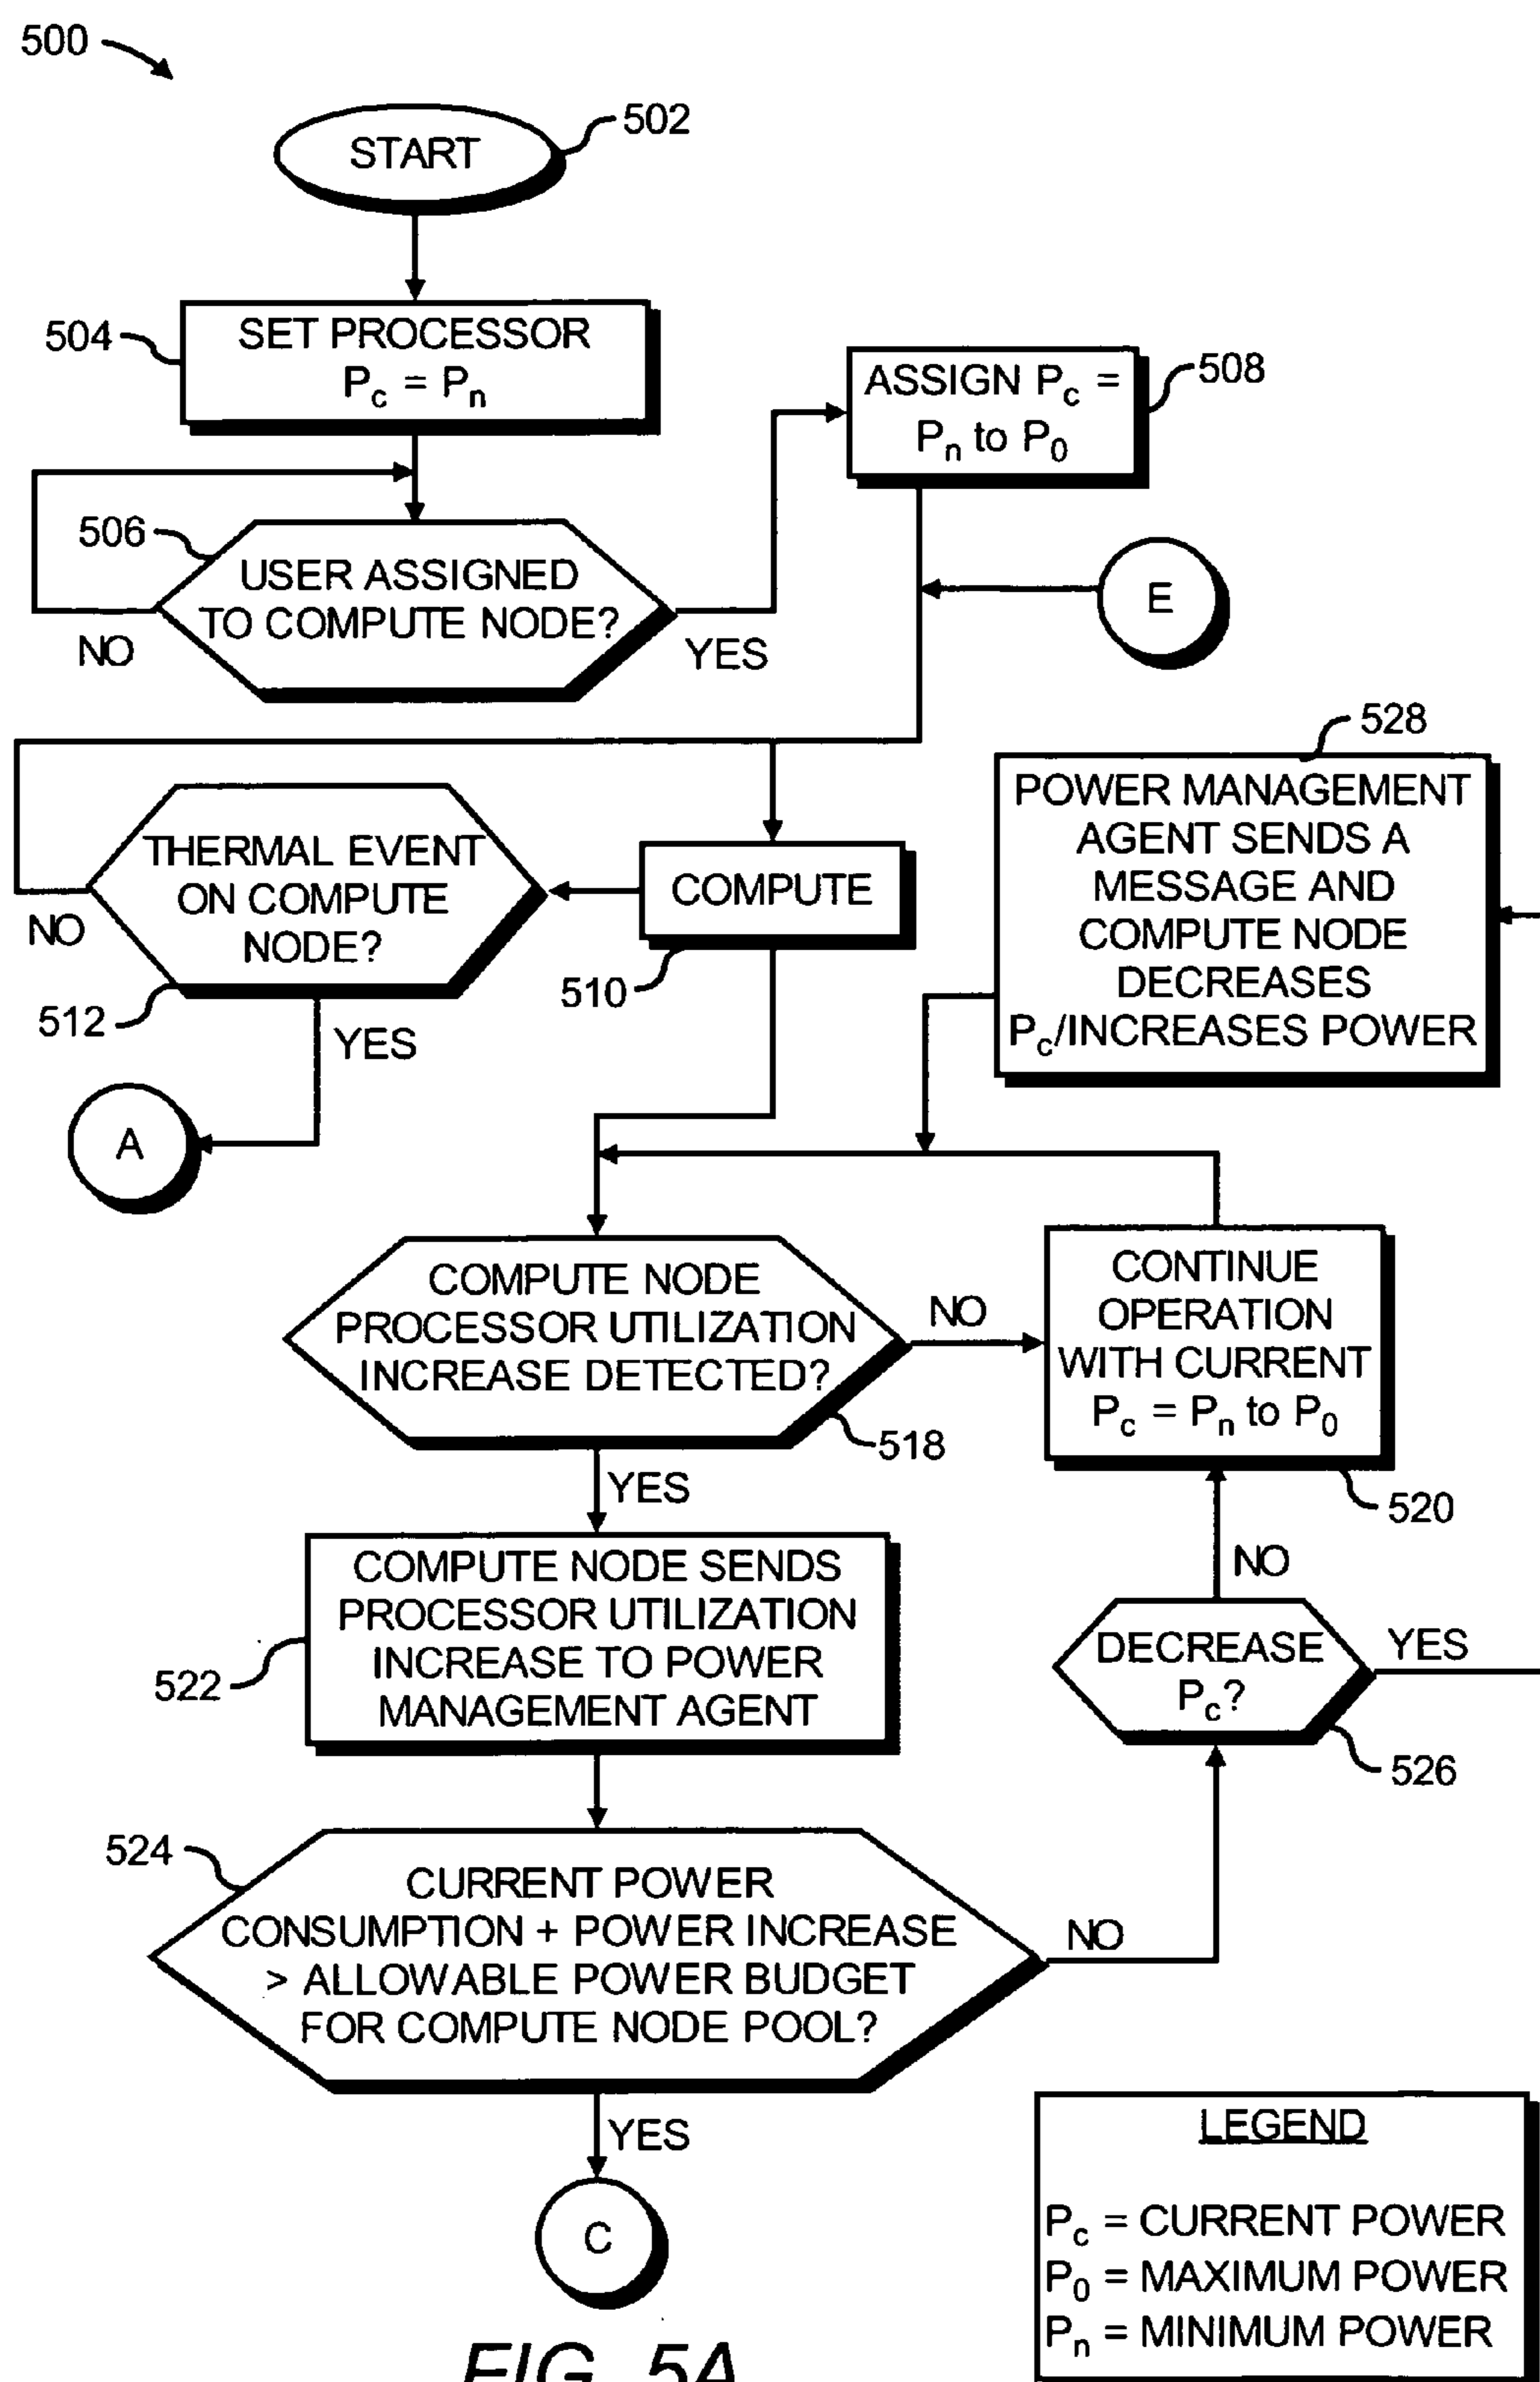 500
502
START
504
SET PROCESSOR
Pc = Pn
508
ASSIGN Pc =
Pn to P0
506
USER ASSIGNED
TO COMPUTE NODE?
NO
YES
E
528
POWER MANAGEMENT
AGENT SENDS A
MESSAGE AND
COMPUTE NODE
DECREASES
Pc/INCREASES POWER
THERMAL EVENT
ON COMPUTE
NODE?
NO
COMPUTE
510
512
YES
A
COMPUTE NODE
PROCESSOR UTILIZATION
INCREASE DETECTED?
NO
518
CONTINUE
OPERATION
WITH CURRENT
Pc = Pn to P0
520
YES
COMPUTE NODE SENDS
PROCESSOR UTILIZATION
INCREASE TO POWER
MANAGEMENT AGENT
522
NO
DECREASE
Pc?
YES
526
524
CURRENT POWER
CONSUMPTION + POWER INCREASE
> ALLOWABLE POWER BUDGET
FOR COMPUTE NODE POOL?
NO
YES
C
LEGEND
Pc = CURRENT POWER
P0 = MAXIMUM POWER
Pn = MINIMUM POWER
FIG. 5A